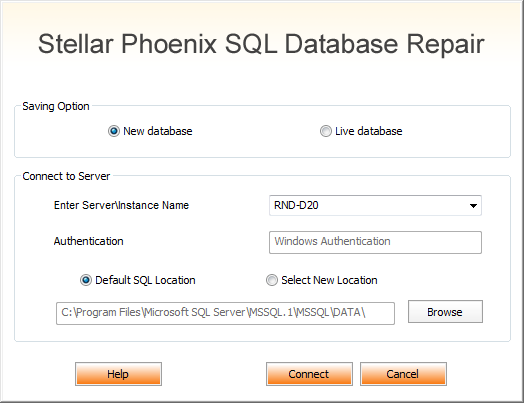 Stellar Phoenix SQL Database Repair
Saving Option
New database Live database
Connect to Server
Enter Server\Instance Name RND-D20
Authentication Windows Authentication
Default SQL Location Select New Location
C:\Program Files\Microsoft SQL Server\MSSQL.1\MSSQL\DATA\ Browse
Help Connect Cancel